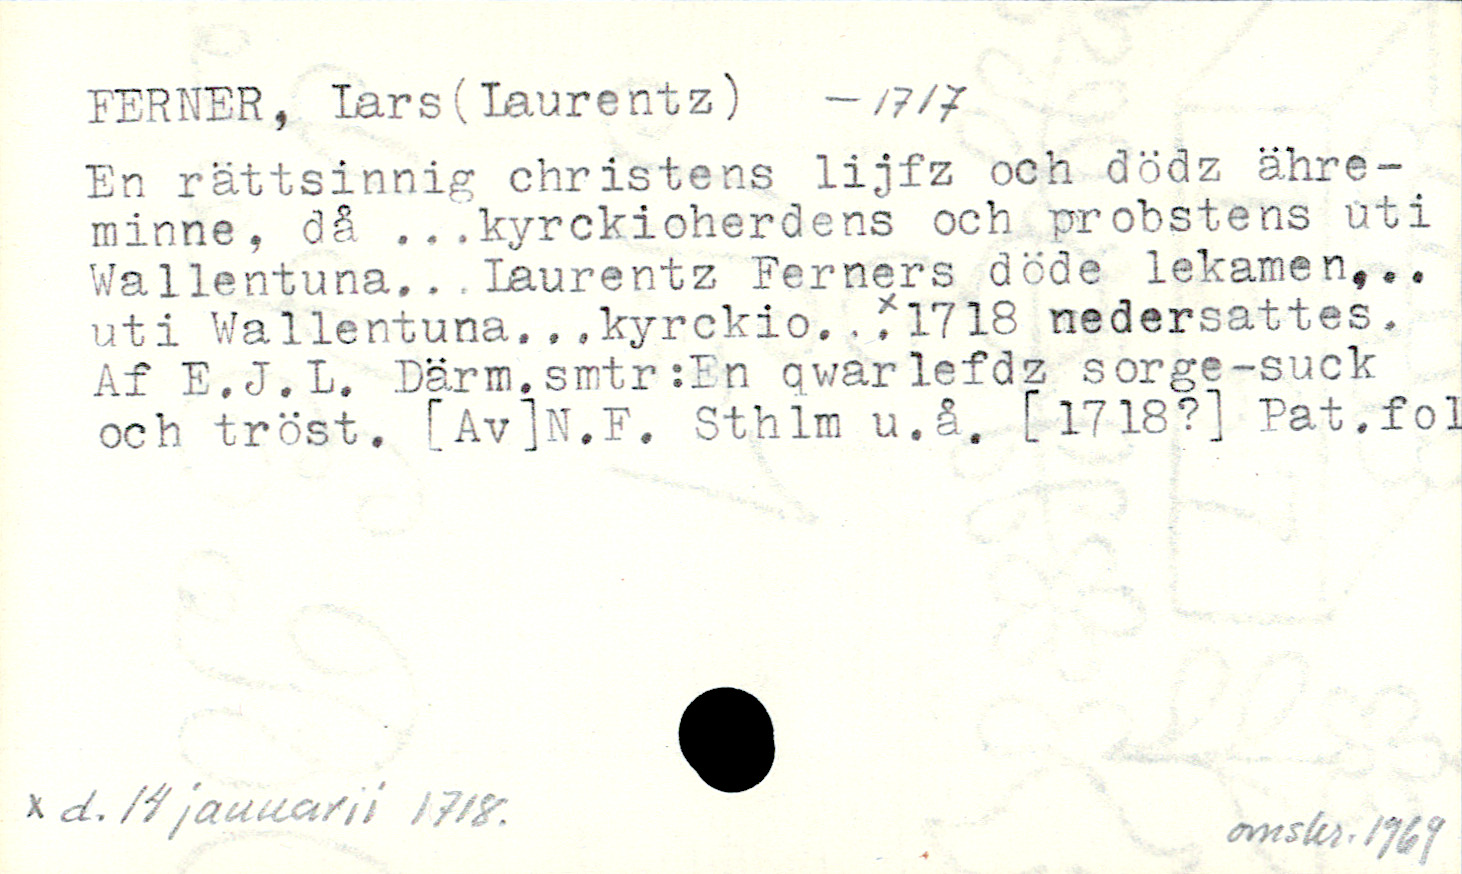 FERNER, Lars(Laurentz) – 1717
En rättsinnig christens lijfz och dödz ähre-
minne, då ...kyrckioherdens och probstens uti
Wallentuna...Laurentz Ferners döde lekamen,..
uti Wallentuna...kyrckio...x1718 nedersattes.
Af E.J.L. Därm.smtr:En qwarlefdz sorge-suck
och tröst. [Av]N.F. Sthlm u.å. [1718?] Pat.fol
x d. 14 januarii 1718.
omskr. 1969